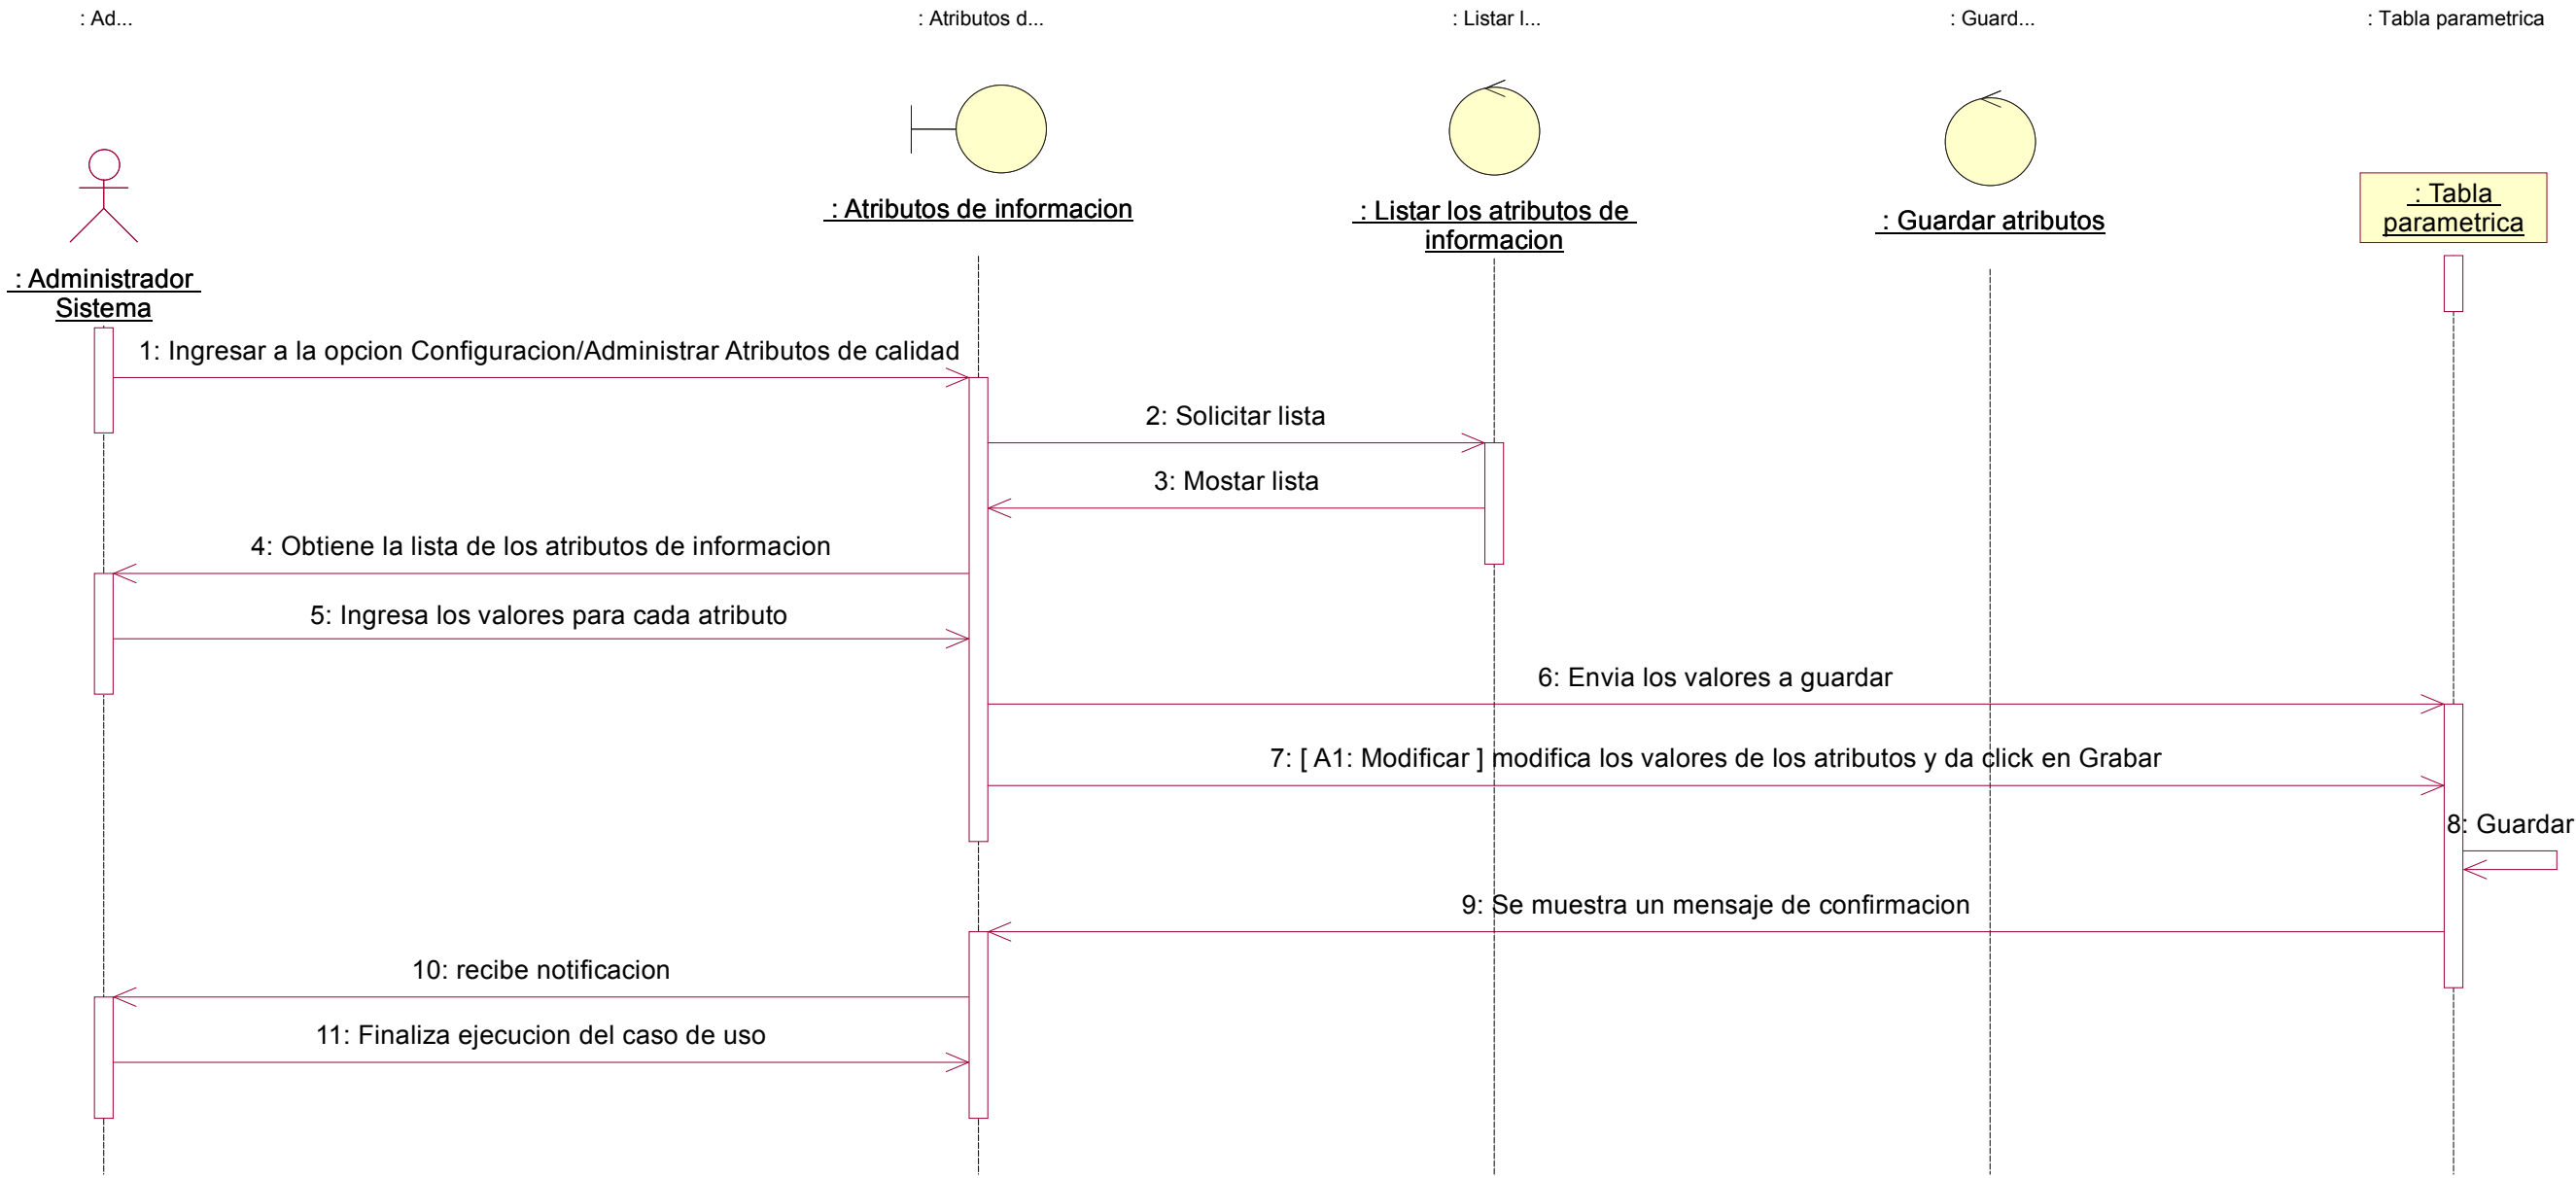 : Ad...
: Atributos d...
: Listar l...
: Guard...
: Tabla parametrica
: Administrador
Sistema
: Atributos de informacion
: Listar los atributos de
informacion
: Guardar atributos
: Tabla
parametrica
1: Ingresar a la opcion Configuracion/Administrar Atributos de calidad
2: Solicitar lista
3: Mostar lista
4: Obtiene la lista de los atributos de informacion
5: Ingresa los valores para cada atributo
6: Envia los valores a guardar
7: [ A1: Modificar ] modifica los valores de los atributos y da click en Grabar
8: Guardar
9: Se muestra un mensaje de confirmacion
10: recibe notificacion
11: Finaliza ejecucion del caso de uso